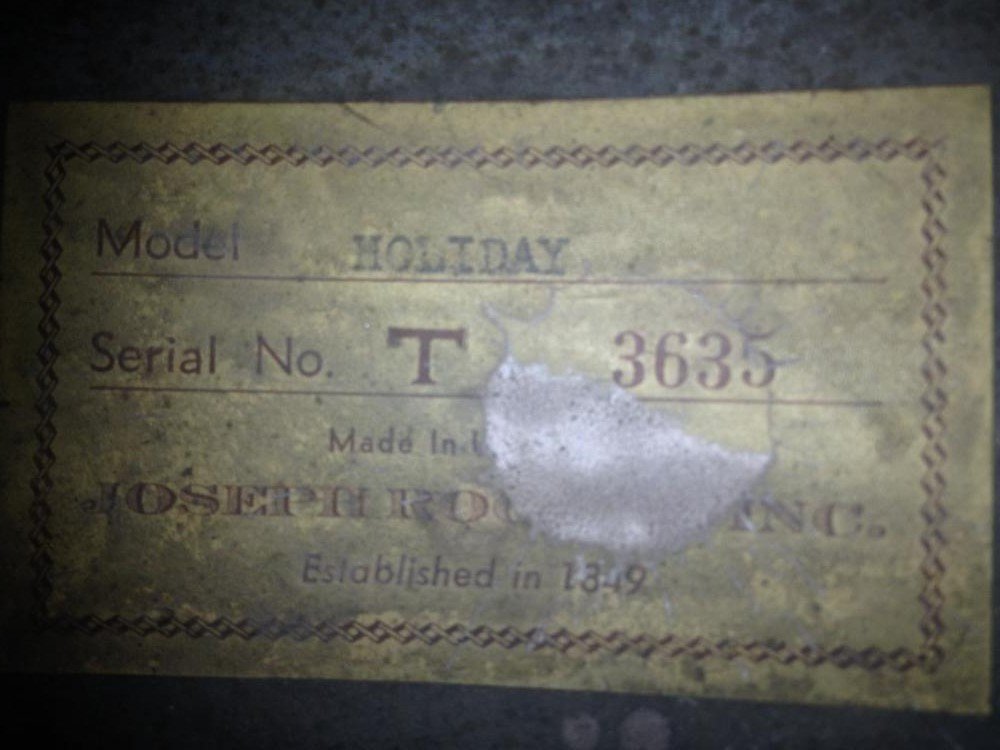 Model HOLIDAY
Serial No. T 3635
Made In
JOSEPH INC.
Established in 1849